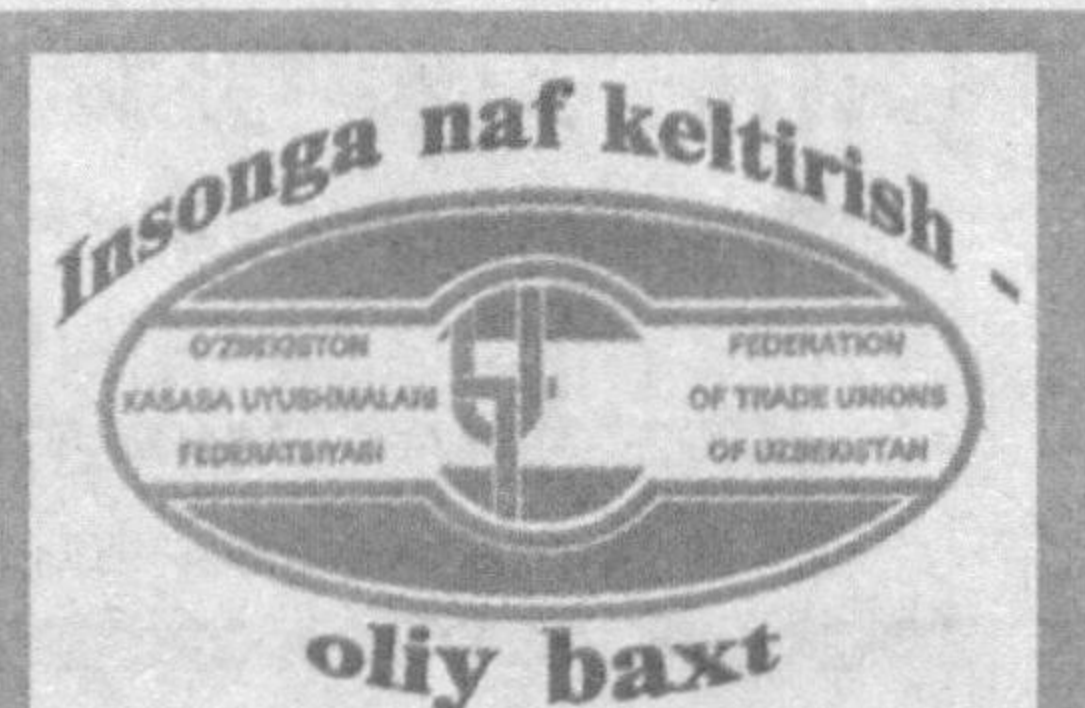 Insonga naf keltirish -
O'ZBEKISTON
KASABA UYUSHMALARI
FEDERATSIYASI
FEDERATION
OF TRADE UNIONS
OF UZBEKISTAN
oliy baxt